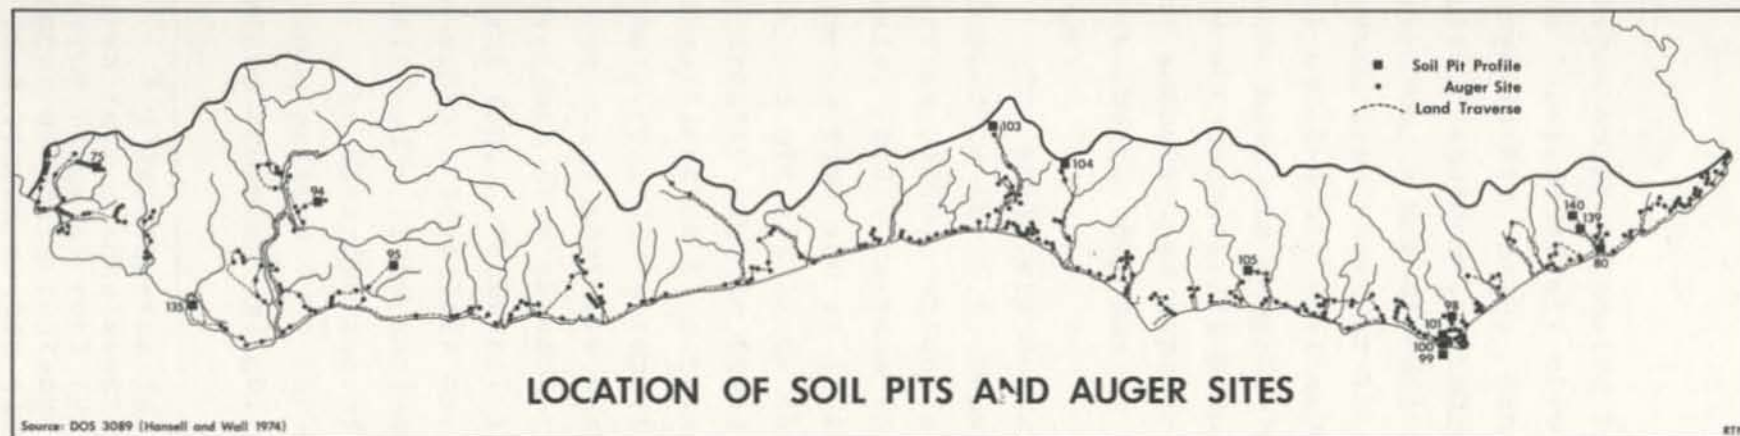 Soil Pit Profile
Auger Site
Land Traverse
103
104
75
94
140
139
95
80
105
135
98
101
100
99
LOCATION OF SOIL PITS AND AUGER SITES
Source: DOS 3089 (Hansell and Wall 1974)